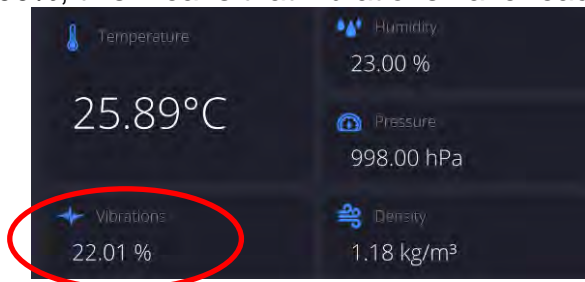 Temperature
25.89°C
Humidity
23.00 %
Pressure
998.00 hPa
Vibrations
22.01 %
Density
1.18 kg/m³